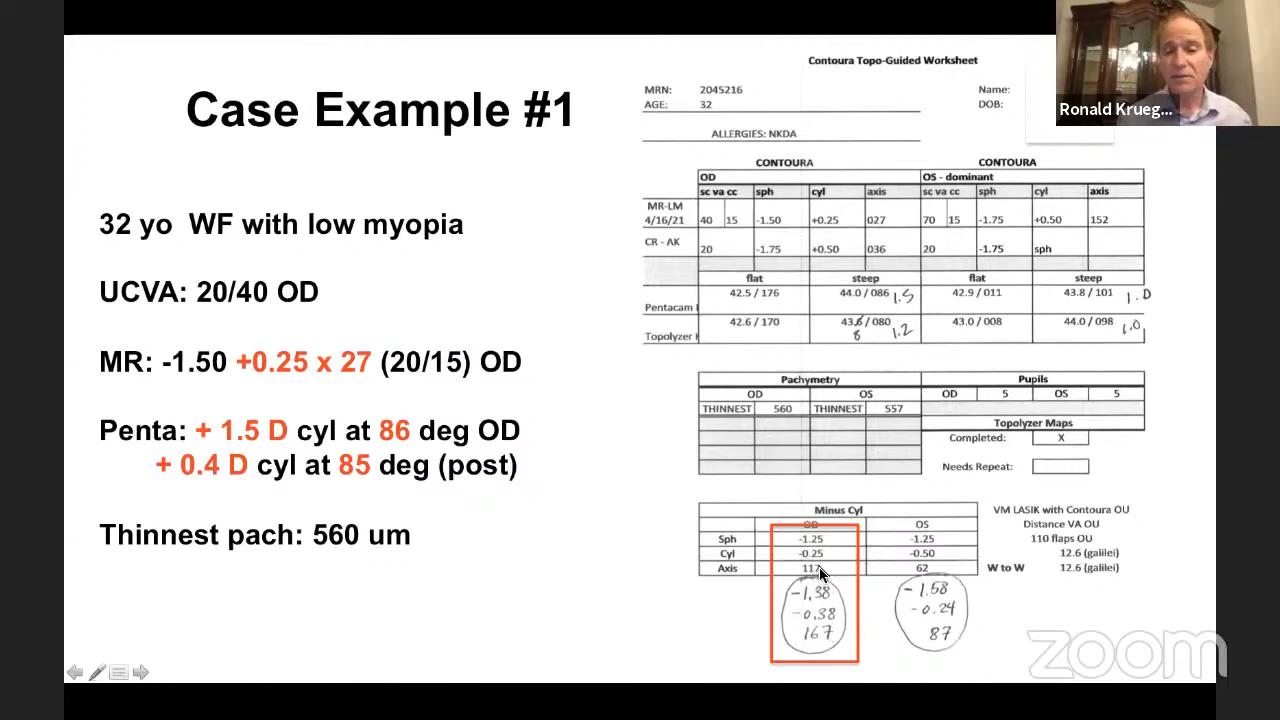 Case Example #1
32 yo WF with low myopia
UCVA: 20/40 OD
MR: -1.50 +0.25 x 27 (20/15) OD
Penta: + 1.5 D cyl at 86 deg OD
+ 0.4 D cyl at 85 deg (post)
Thinnest pach: 560 um
Ronald Krueg...
Contoura Topo-Guided Worksheet
MRN: 2045216 Name:
AGE: 32 DOB:
ALLERGIES: NKDA
CONTOURA CONTOURA
OD OS - dominant
sc va cc sph cyl axis sc va cc sph cyl axis
MR-LM
4/16/21 40 15 -1.50 +0.25 027 70 15 -1.75 +0.50 152
CR - AK 20 -1.75 +0.50 036 20 -1.75 sph
flat steep flat steep
42.5 / 176 44.0 / 086 1.5 42.9 / 011 43.8 / 101 1.0
Pentacam
42.6 / 170 43.6 / 080 43.0 / 008 44.0 / 098 1.0
Topolyzer 8 1.2
Pachymetry Pupils
OD OS OD 5 OS 5
THINNEST 560 THINNEST 557
Topolyzer Maps
Completed: X
Needs Repeat:
Minus Cyl
OD OS
Sph -1.25 -1.25
Cyl -0.25 -0.50
Axis 117 62
VM LASIK with Contoura OU
Distance VA OU
110 flaps OU
12.6 (galilei)
W to W 12.6 (galilei)
-1.38 -1.58
-0.38 -0.24
167 87
zoom